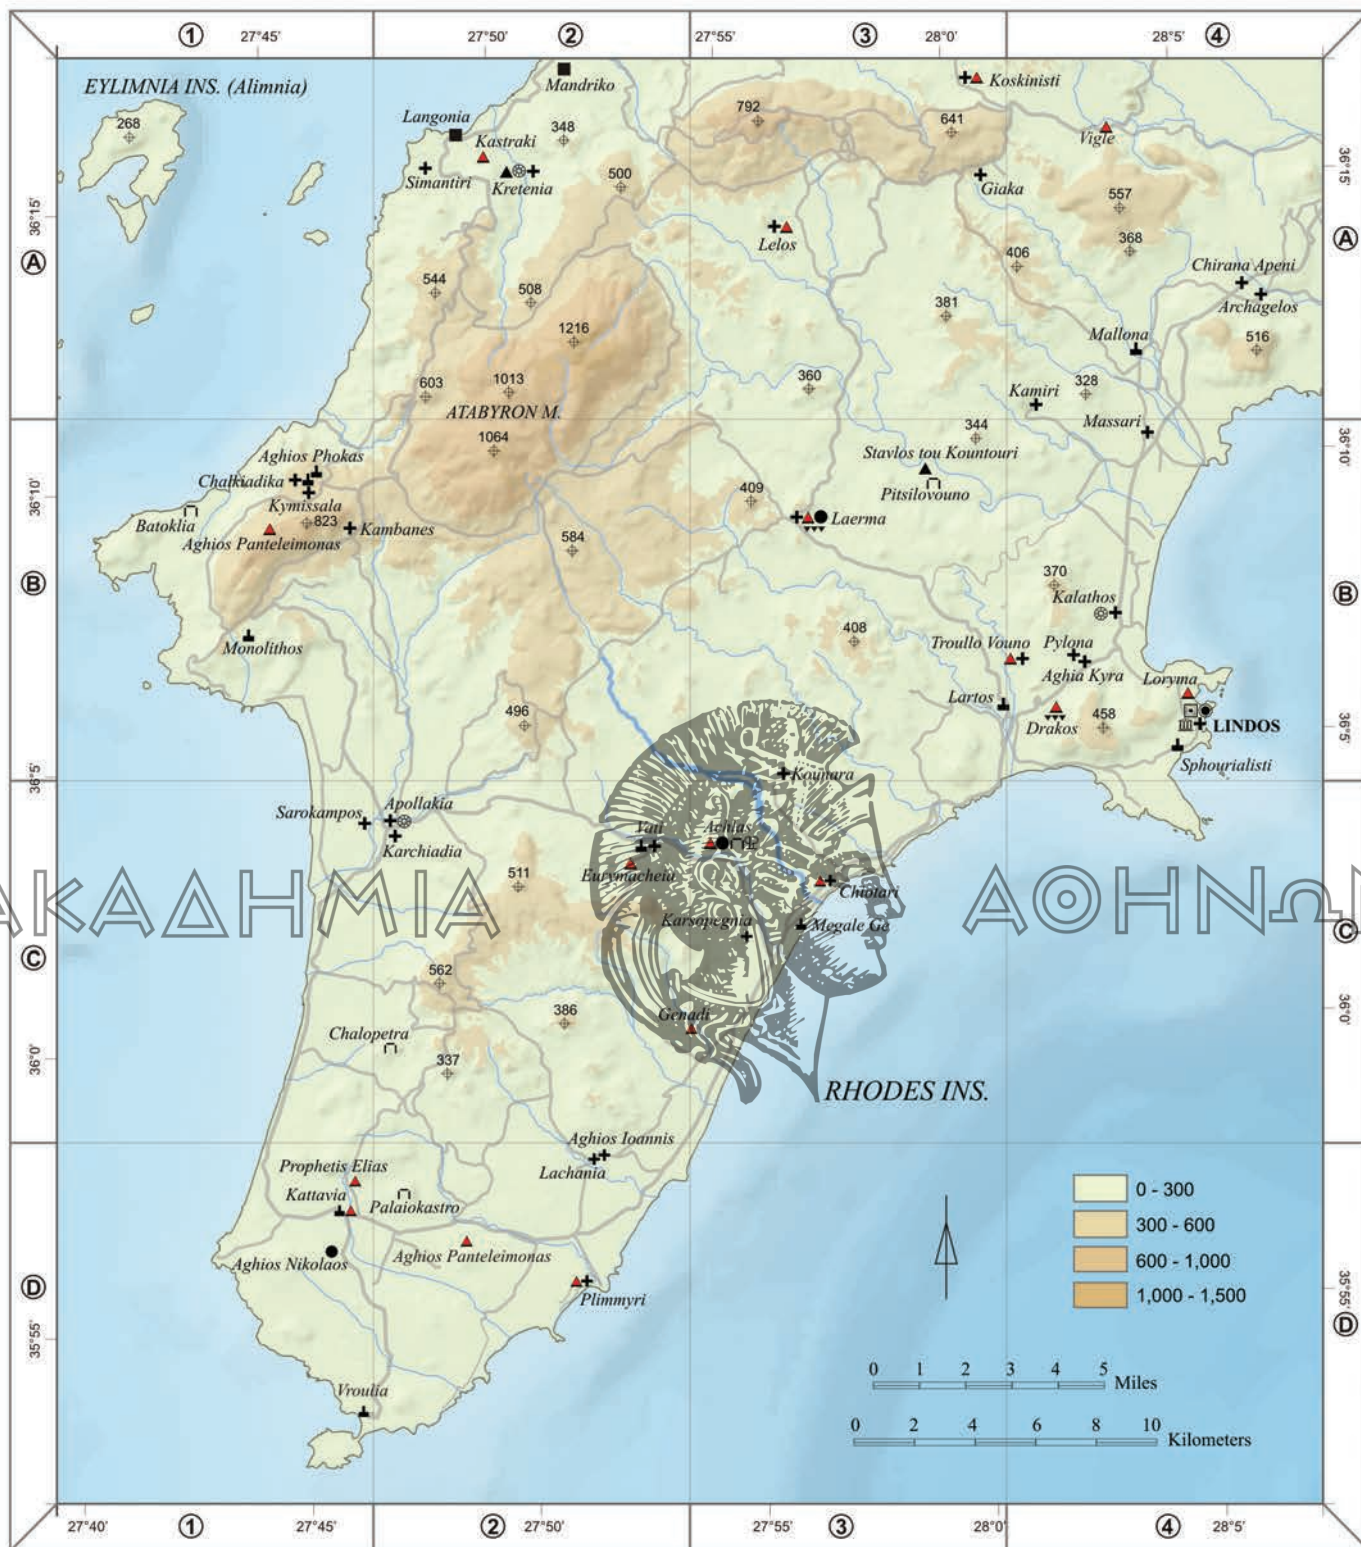 ① 27°45' 27°50' ② 27°55' ③ 28°0' 28°5' ④
EYLIMNIA INS. (Alimnia)
Mandriko
Koskinisti
268
Langonia
792
641
Vigle
Kastraki
348
Simantiri
Kretenia
500
Giaka
36°15'
557
36°15'
Lelos
368
Ⓐ
406
Ⓐ
544
508
Chirana Apeni
381
Archagelos
1216
Mallona
516
603
1013
360
Kamiri
328
ATABYRON M.
Massari
1064
344
36°10'
Aghios Phokas
Stavlos tou Kountouri
Chalkiadika
Pitsilovouno
36°10'
Kymissala
409
Batoklia
823
Kambanes
Laerma
Aghios Panteleimonas
584
Ⓑ
370
Ⓑ
Kalathos
408
Monolithos
Troullo Vouno
Pylona
Aghia Kyra
Loryma
Lartos
496
Drakos
458
LINDOS
36°5'
Sphourialisti
36°5'
Kounara
Sarokampos
Apollakia
Karchiadia
Vati
Achlas
Eurymacheia
511
Chiotari
ΑΚΑΔΗΜΙΑ
ΑΘΗΝΩΝ
Karsopegnia
Megale Ge
Ⓒ
Ⓒ
562
386
Genadi
36°0'
Chalopetra
36°0'
337
RHODES INS.
Aghios Ioannis
Lachania
Prophetis Elias
0 - 300
Kattavia
Palaiokastro
300 - 600
Aghios Nikolaos
Aghios Panteleimonas
600 - 1,000
Ⓓ
Plimmyri
1,000 - 1,500
35°55'
Ⓓ
35°55'
0 1 2 3 4 5
Miles
Vroulia
0 2 4 6 8 10
Kilometers
27°40' ① 27°45' ② 27°50' 27°55' ③ 28°0' ④ 28°5'